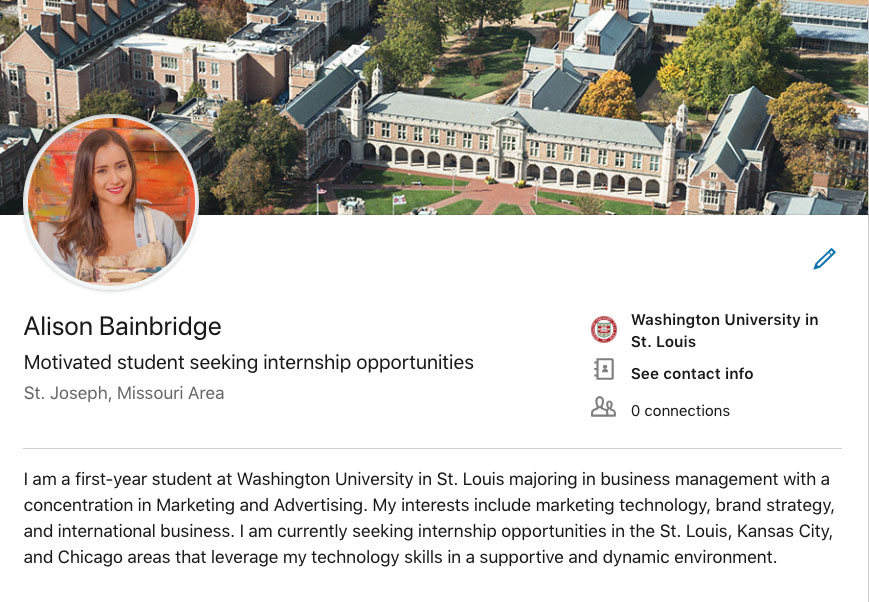 Alison Bainbridge
Motivated student seeking internship opportunities
St. Joseph, Missouri Area
Washington University in
St. Louis
See contact info
0 connections
I am a first-year student at Washington University in St. Louis majoring in business management with a
concentration in Marketing and Advertising. My interests include marketing technology, brand strategy,
and international business. I am currently seeking internship opportunities in the St. Louis, Kansas City,
and Chicago areas that leverage my technology skills in a supportive and dynamic environment.